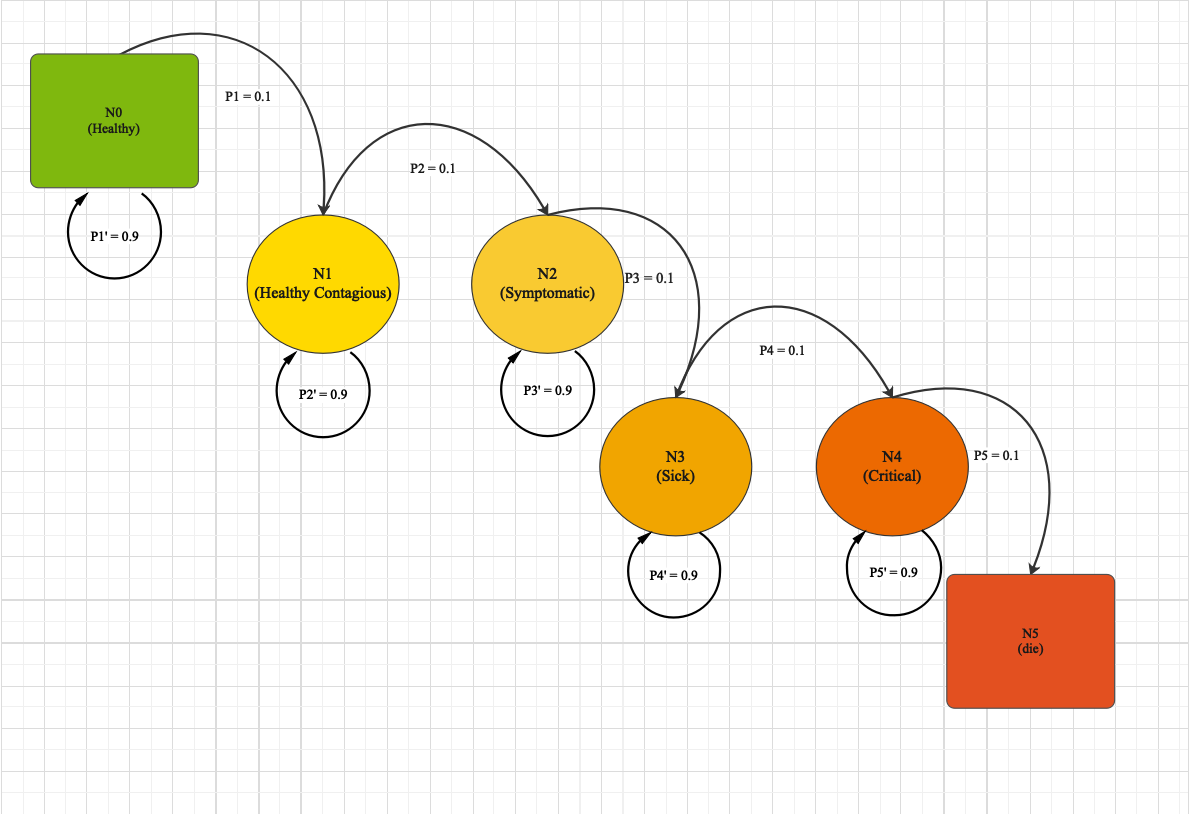 N0
(Healthy)
P1 = 0.1
P1' = 0.9
P2 = 0.1
N1
(Healthy Contagious)
P2' = 0.9
N2
(Symptomatic)
P3 = 0.1
P3' = 0.9
P4 = 0.1
N3
(Sick)
P4' = 0.9
N4
(Critical)
P5 = 0.1
P5' = 0.9
N5
(die)